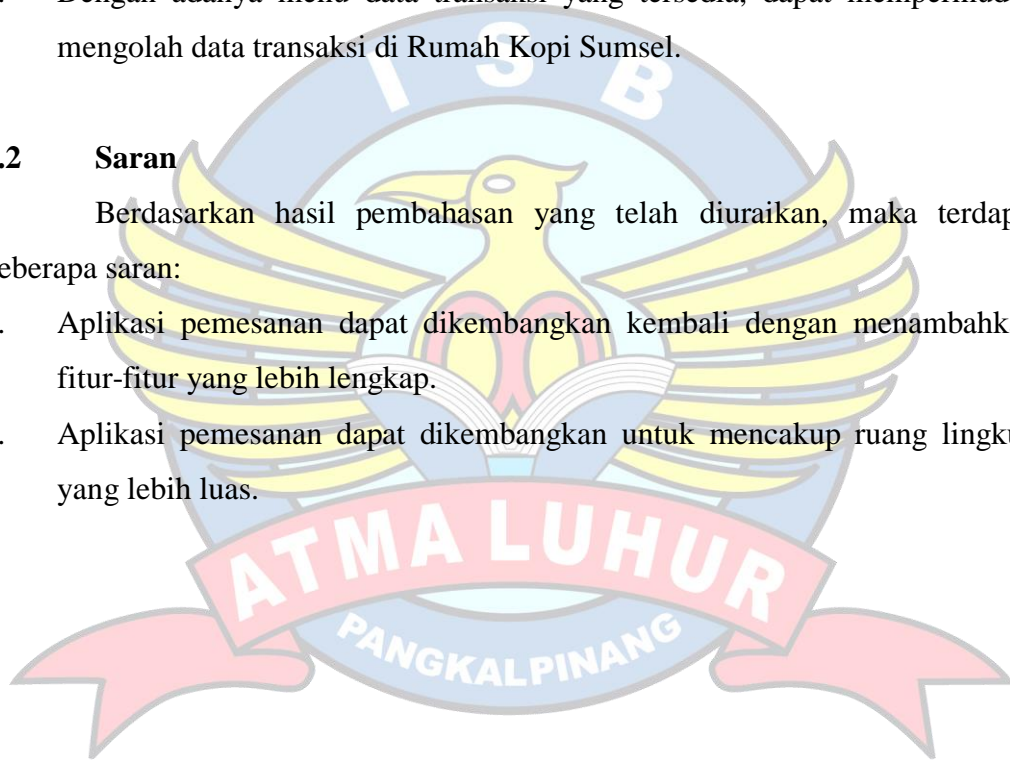 . Dengan adanya menu data transaksi yang tersedia, dapat mempermud
mengolah data transaksi di Rumah Kopi Sumsel.
.2 Saran
Berdasarkan hasil pembahasan yang telah diuraikan, maka terdap
eberapa saran:
. Aplikasi pemesanan dapat dikembangkan kembali dengan menambahk
fitur-fitur yang lebih lengkap.
. Aplikasi pemesanan dapat dikembangkan untuk mencakup ruang lingku
yang lebih luas.
I S B
ATMA LUHUR
PANGKALPINANG